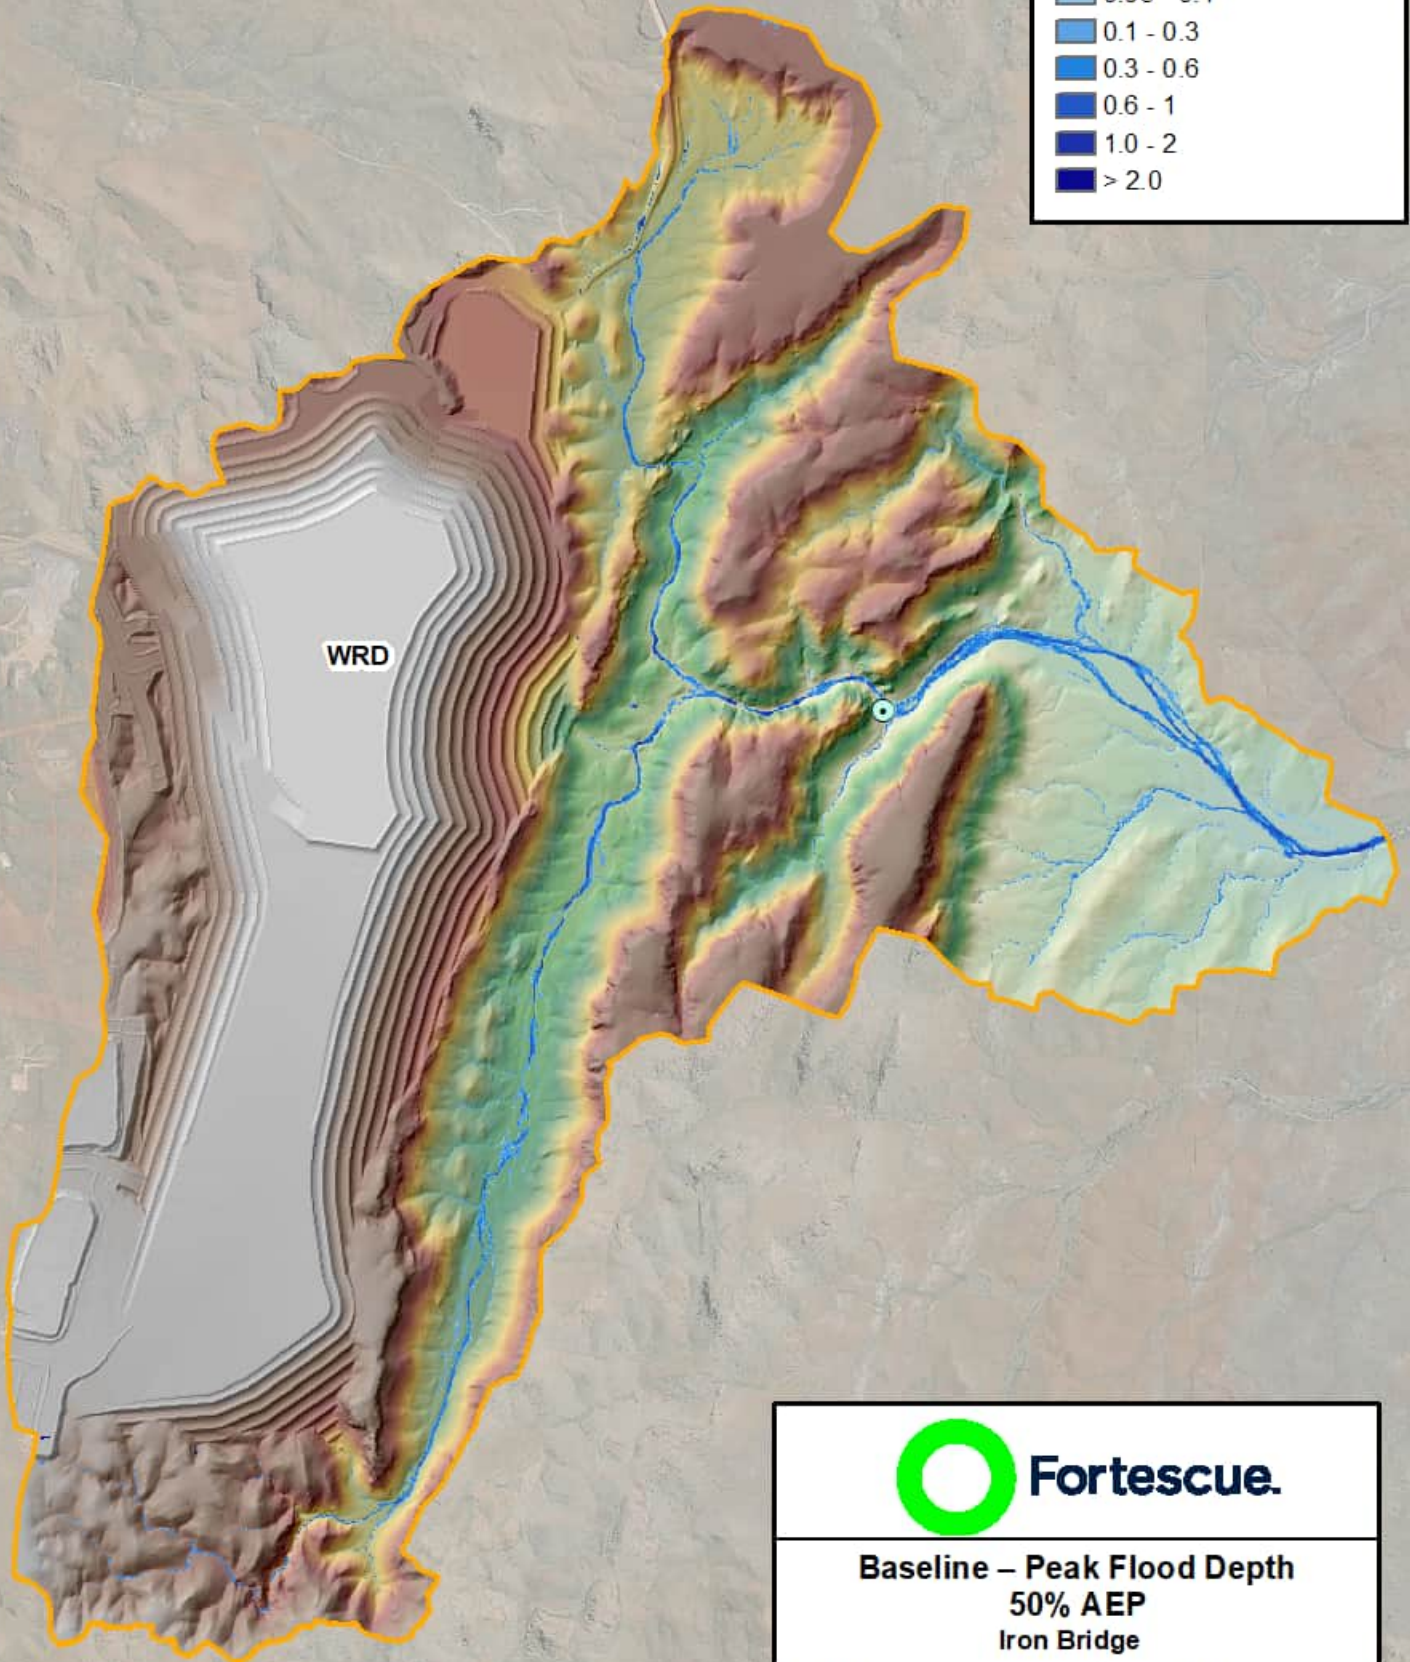 0.1 - 0.3
0.3 - 0.6
0.6 - 1
1.0 - 2
> 2.0
WRD
Fortescue.
Baseline – Peak Flood Depth
50% AEP
Iron Bridge